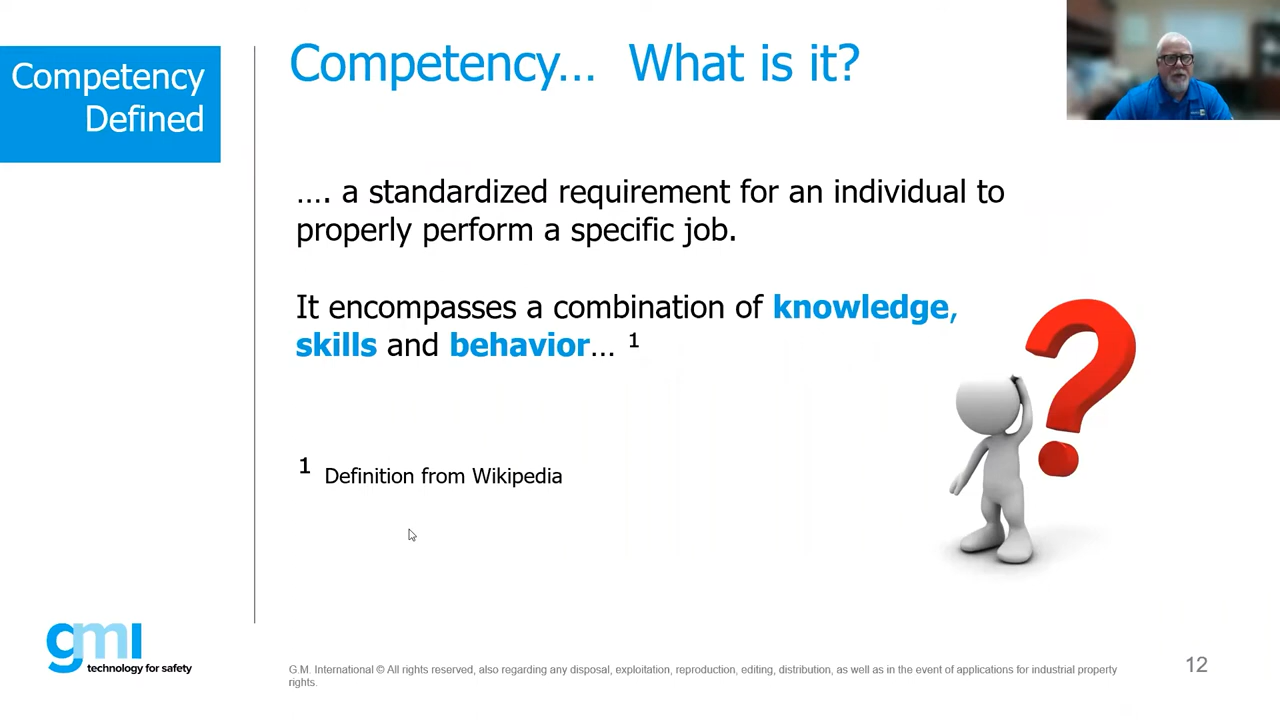 Competency
Defined
Competency... What is it?
.... a standardized requirement for an individual to
properly perform a specific job.
It encompasses a combination of knowledge,
skills and behavior... 1
1 Definition from Wikipedia
gmi
technology for safety
G.M. International © All rights reserved, also regarding any disposal, exploitation, reproduction, editing, distribution, as well as in the event of applications for industrial property
rights.
12